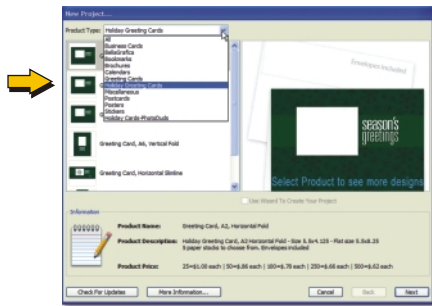 New Project...
Product Type: Holiday Greeting Cards
All
Business Cards
BellaGrafica
Bookmarks
Brochures
Calendars
Greeting Cards
Holiday Greeting Cards
Miscellaneous
Postcards
Posters
Stickers
Holiday Cards-PhotoDuds
Greeting Card, A6, Vertical Fold
Greeting Card, Horizontal Slimline
Envelopes Included
season's
greetings
Select Product to see more designs
Use Wizard To Create Your Project
Information
Product Name: Greeting Card, A2, Horizontal Fold
Product Description: Holiday Greeting Card, A2 Horizontal Fold - Size 5.5x4.125 - Flat size 5.5x8.25
5 paper stocks to choose from. Envelopes included
Product Price: 25=$1.00 each | 50=$.86 each | 100=$.78 each | 250=$.66 each | 500=$.62 each
Check For Updates
More Information...
Cancel
Back
Next